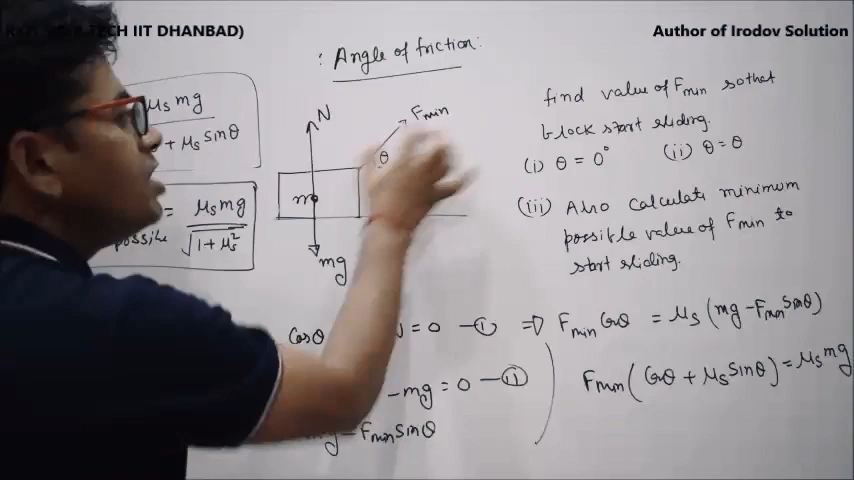 TECH IIT DHANBAD)
Author of Irodov Solution
: Angle of friction:
μs mg
+ μs sinθ
= μs mg
possible √1+μs²
N
Fmin
θ
m
mg
find value of Fmin so that
block start sliding.
(i) θ = 0° (ii) θ = θ
(iii) Also calculate minimum
possible value of Fmin to
start sliding.
Cosθ = 0 —(i) ⇒ Fmin Cosθ = μs (mg - Fmin sinθ)
- mg = 0 —(ii) Fmin (Cosθ + μs sinθ) = μs mg
mg - Fmin sinθ